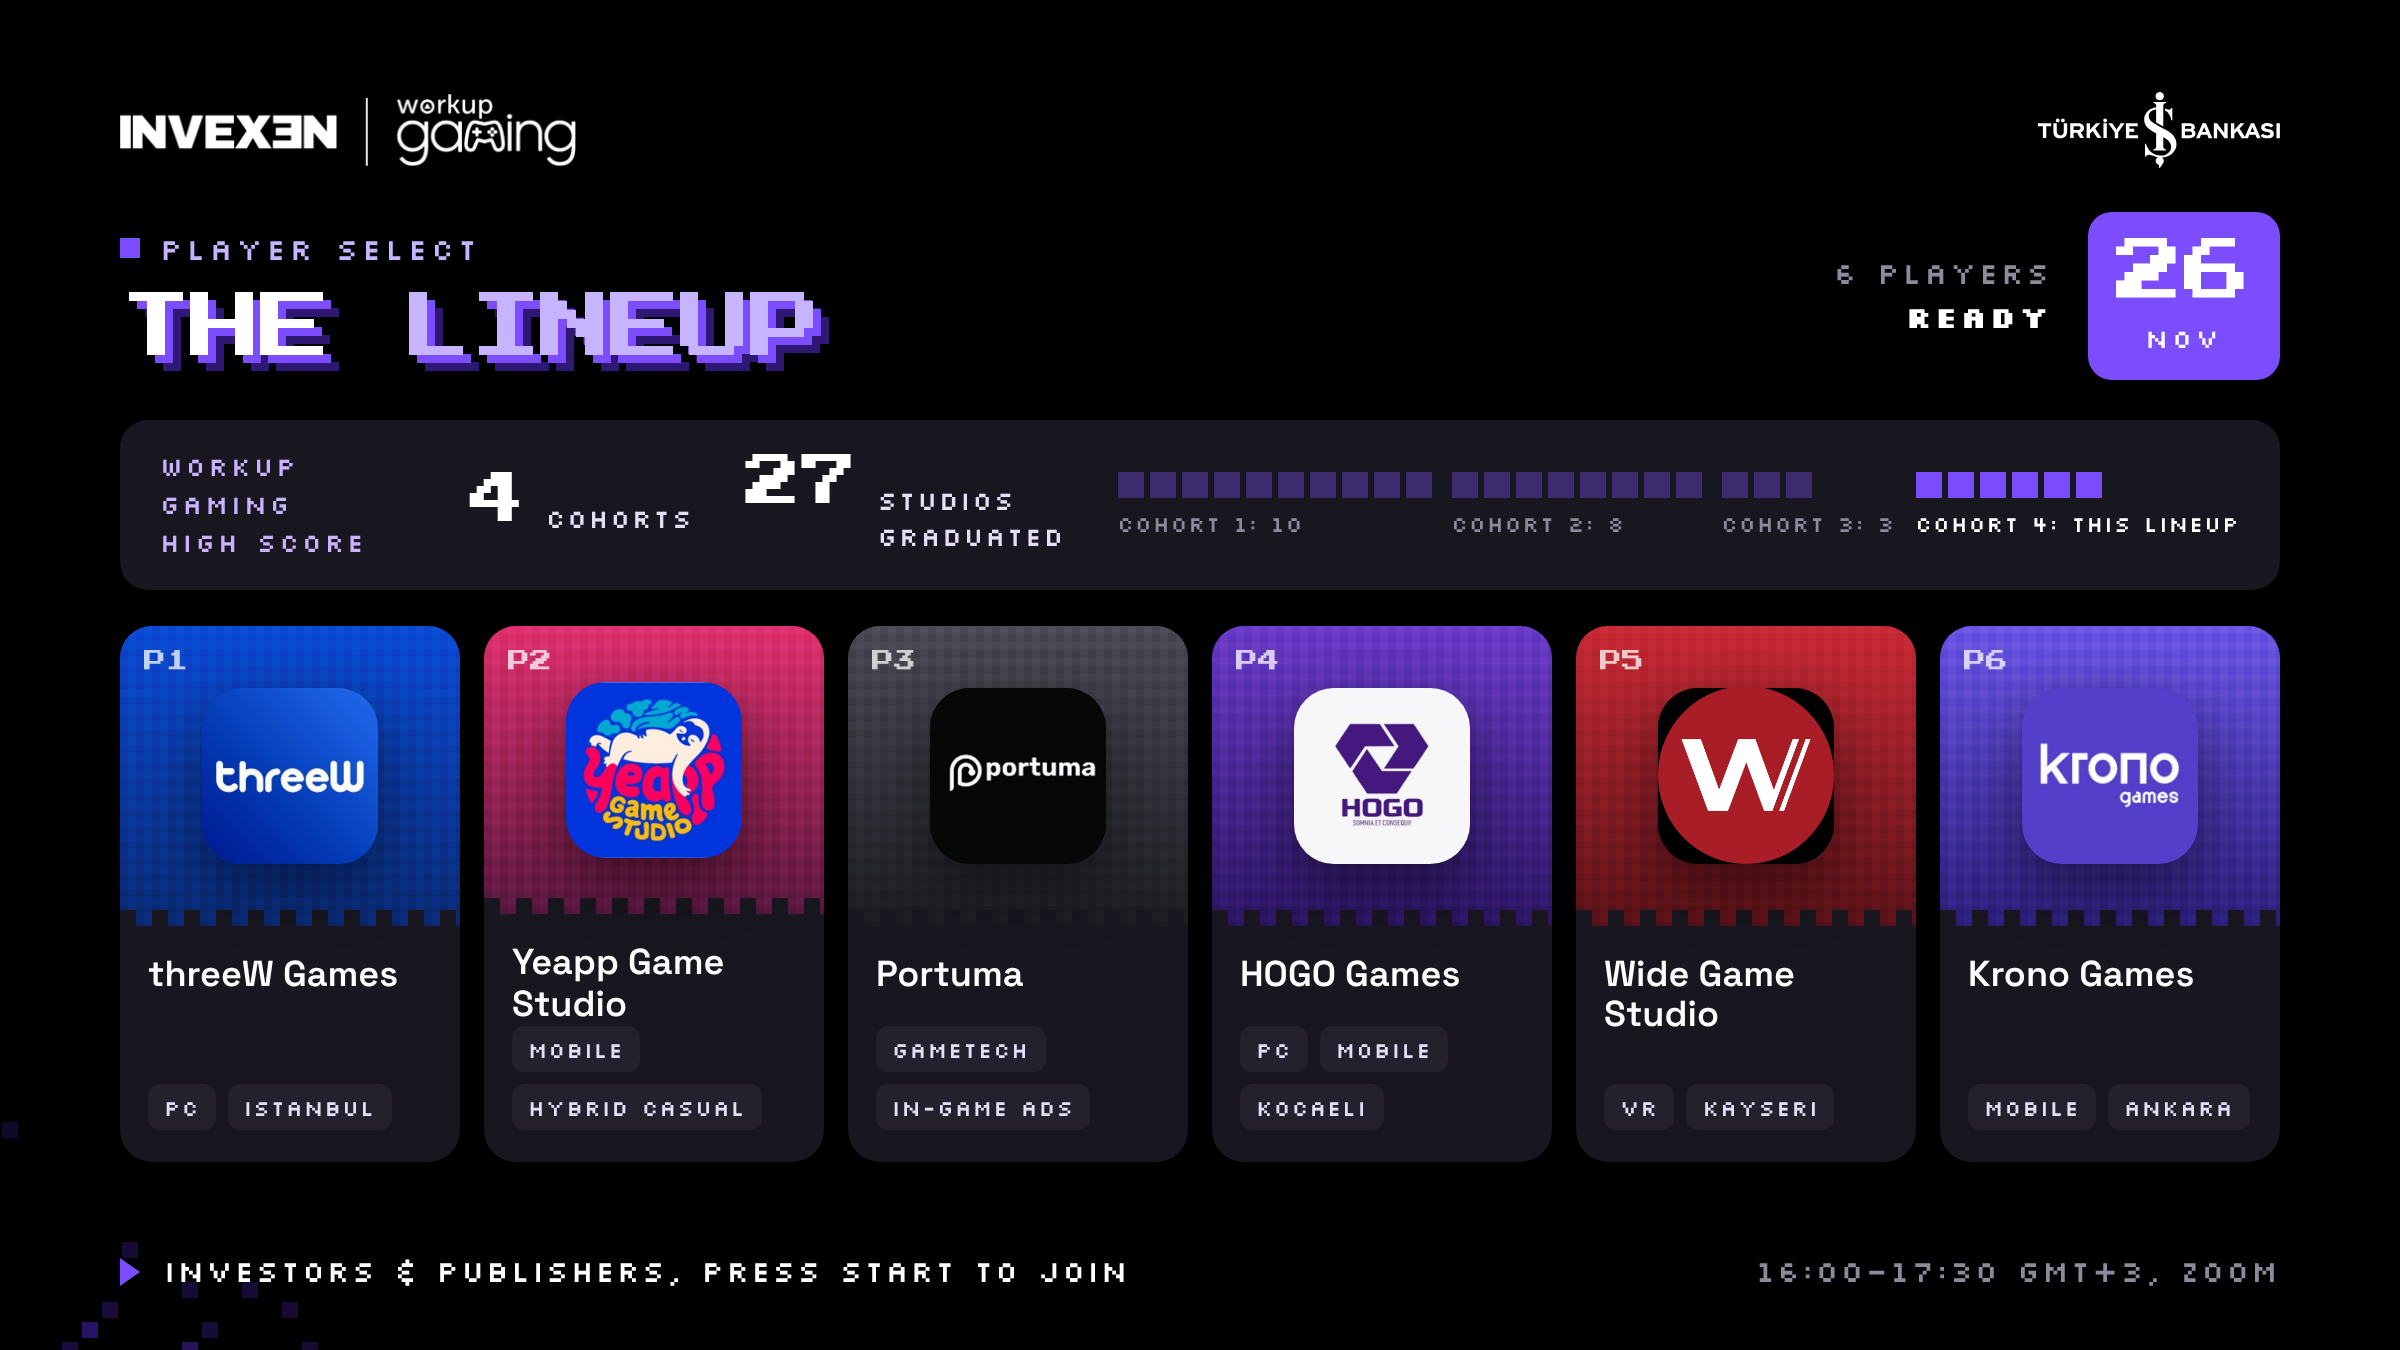 INVEXEN
workup
gaming
TÜRKİYE İŞ BANKASI
PLAYER SELECT
THE LINEUP
6 PLAYERS
READY
26
NOV
WORKUP
GAMING
HIGH SCORE
4 COHORTS
27 STUDIOS
GRADUATED
COHORT 1: 10
COHORT 2: 8
COHORT 3: 3
COHORT 4: THIS LINEUP
P1
threeW
threeW Games
PC
ISTANBUL
P2
Yeapp
Game
STUDIO
Yeapp Game
Studio
MOBILE
HYBRID CASUAL
P3
portuma
Portuma
GAMETECH
IN-GAME ADS
P4
HOGO
SOMNIA ET CONSEQUI!
HOGO Games
PC
MOBILE
KOCAELI
P5
W
Wide Game
Studio
VR
KAYSERI
P6
krono
games
Krono Games
MOBILE
ANKARA
INVESTORS & PUBLISHERS, PRESS START TO JOIN
16:00-17:30 GMT+3, ZOOM